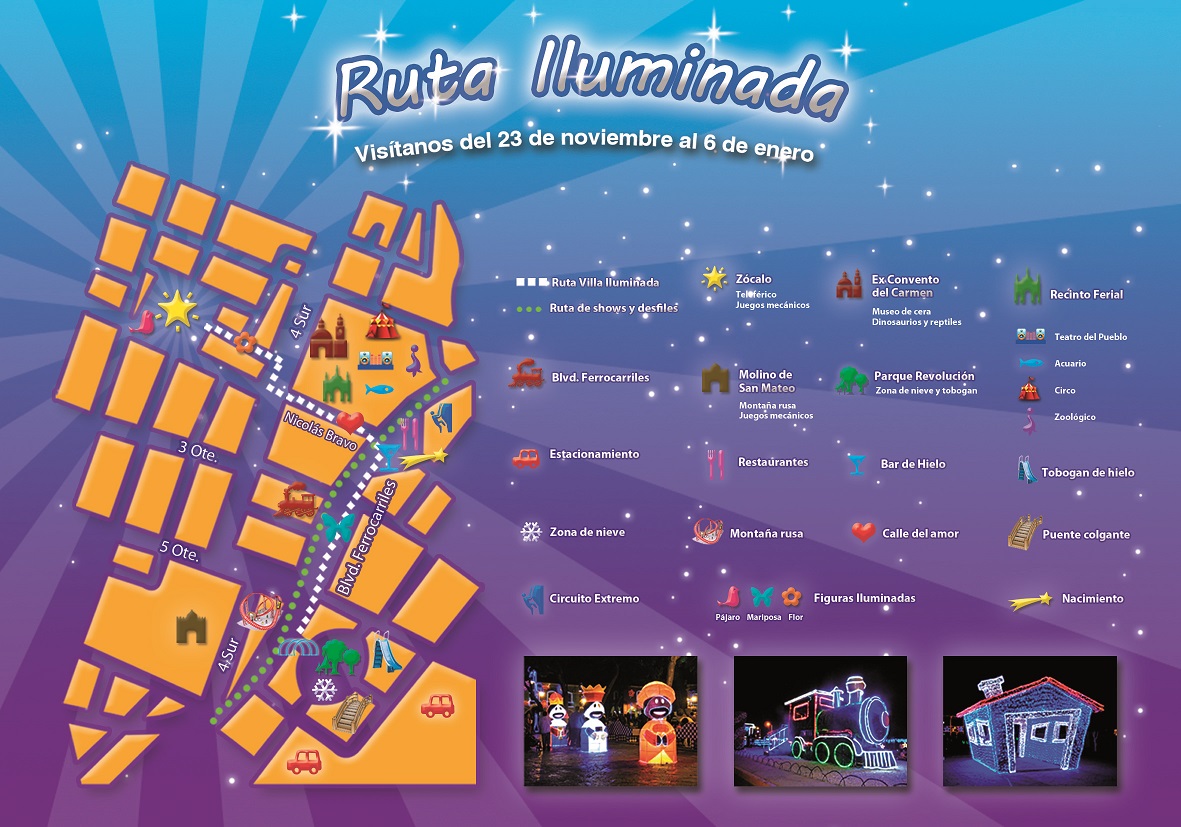 Ruta Iluminada
Visítanos del 23 de noviembre al 6 de enero
4 Sur
Nicolás Bravo
3 Ote.
Blvd. Ferrocarriles
5 Ote.
4 Sur
Ruta Villa Iluminada
Ruta de shows y desfiles
Zócalo
Teleférico
Juegos mecánicos
Ex Convento
del Carmen
Museo de cera
Dinosaurios y reptiles
Recinto Ferial
Teatro del Pueblo
Acuario
Circo
Zoológico
Blvd. Ferrocarriles
Molino de
San Mateo
Montaña rusa
Juegos mecánicos
Parque Revolución
Zona de nieve y tobogan
Estacionamiento
Restaurantes
Bar de Hielo
Tobogan de hielo
Zona de nieve
Montaña rusa
Calle del amor
Puente colgante
Circuito Extremo
Pájaro
Mariposa
Flor
Figuras Iluminadas
Nacimiento